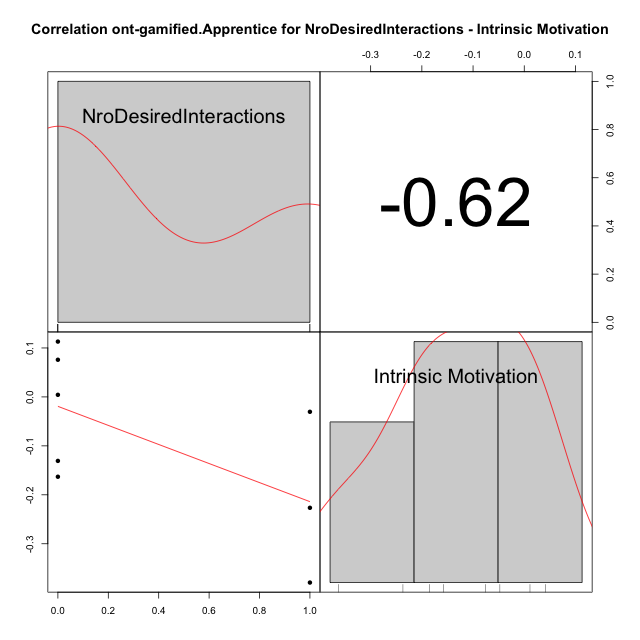 Correlation ont-gamified.Apprentice for NroDesiredInteractions - Intrinsic Motivation
-0.3 -0.2 -0.1 0.0 0.1
NroDesiredInteractions
-0.62
0.0 0.2 0.4 0.6 0.8 1.0
-0.3 -0.2 -0.1 0.0 0.1
Intrinsic Motivation
0.0 0.2 0.4 0.6 0.8 1.0